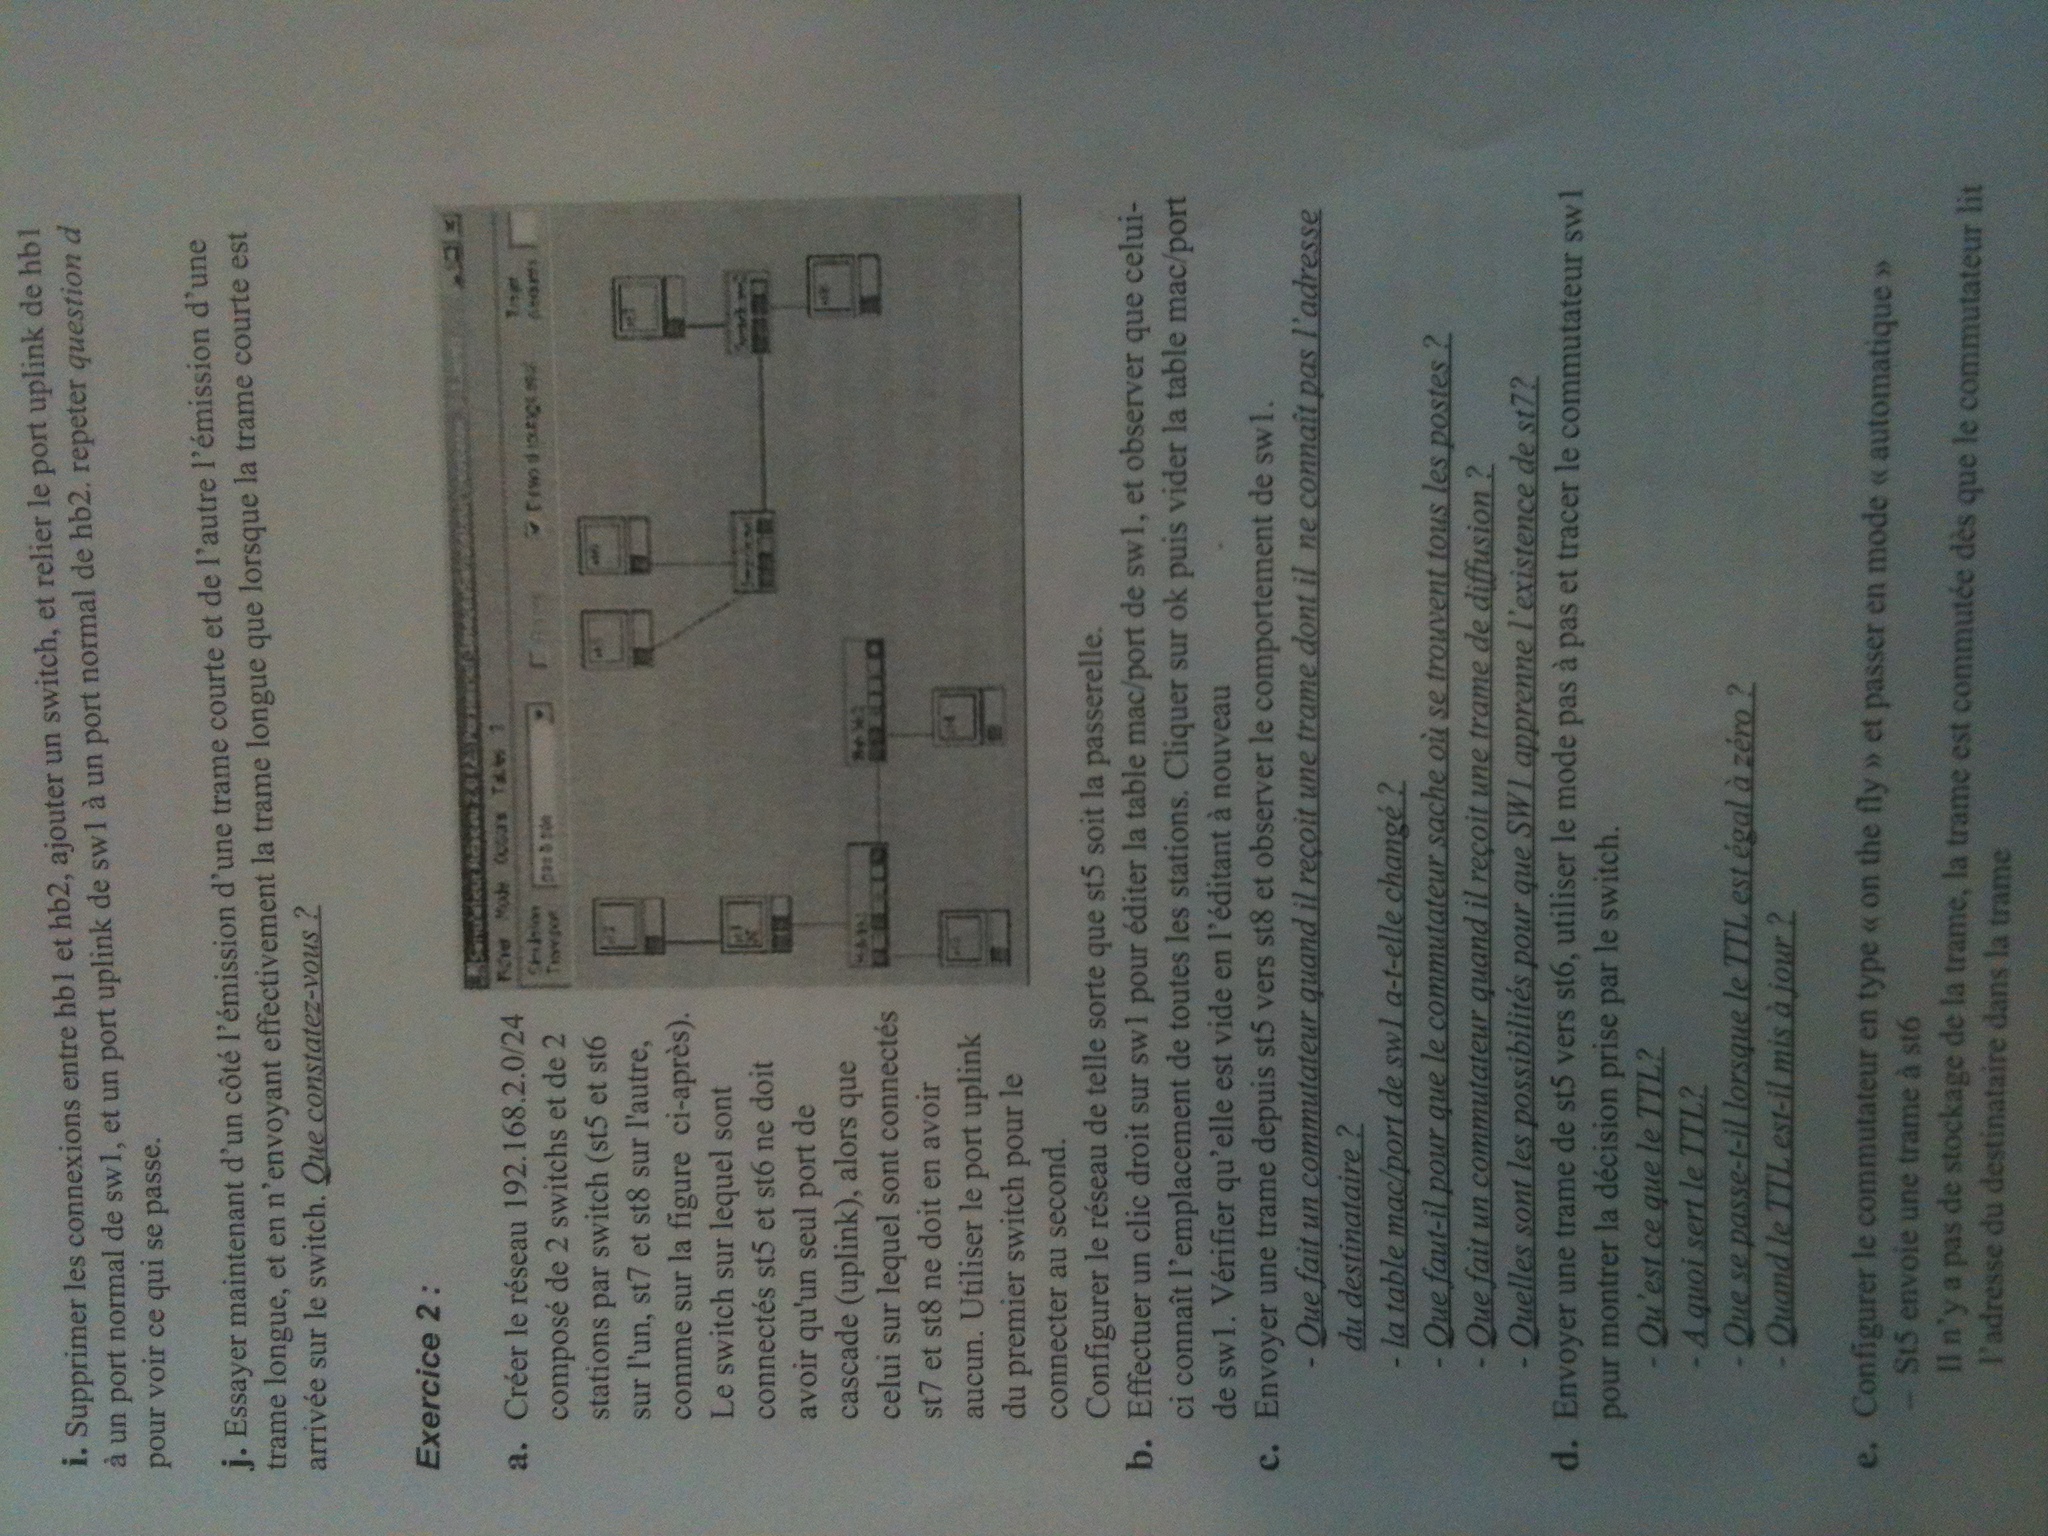 i. Supprimer les connexions entre hb1 et hb2, ajouter un switch, et relier le port uplink de hb1
à un port normal de sw1, et un port uplink de sw1 à un port normal de hb2. repeter question d
pour voir ce qui se passe.
j. Essayer maintenant d'un côté l'émission d'une trame courte et de l'autre l'émission d'une
trame longue, et en n'envoyant effectivement la trame longue que lorsque la trame courte est
arrivée sur le switch. Que constatez-vous ?
Exercice 2 :
a. Créer le réseau 192.168.2.0/24
composé de 2 switchs et de 2
stations par switch (st5 et st6
sur l'un, st7 et st8 sur l'autre,
comme sur la figure ci-après).
Le switch sur lequel sont
connectés st5 et st6 ne doit
avoir qu'un seul port de
cascade (uplink), alors que
celui sur lequel sont connectés
st7 et st8 ne doit en avoir
aucun. Utiliser le port uplink
du premier switch pour le
connecter au second.
Simulateur Réseau 2.0
Fichier Mode Options Tables ?
Configurer le réseau de telle sorte que st5 soit la passerelle.
b. Effectuer un clic droit sur sw1 pour éditer la table mac/port de sw1, et observer que celui-
ci connaît l'emplacement de toutes les stations. Cliquer sur ok puis vider la table mac/port
de sw1. Vérifier qu'elle est vide en l'éditant à nouveau
c. Envoyer une trame depuis st5 vers st8 et observer le comportement de sw1.
- Que fait un commutateur quand il reçoit une trame dont il ne connaît pas l'adresse
du destinataire ?
- la table mac/port de sw1 a-t-elle changé ?
- Que faut-il pour que le commutateur sache où se trouvent tous les postes ?
- Que fait un commutateur quand il reçoit une trame de diffusion ?
- Quelles sont les possibilités pour que SW1 apprenne l'existence de st7?
d. Envoyer une trame de st5 vers st6, utiliser le mode pas à pas et tracer le commutateur sw1
pour montrer la décision prise par le switch.
- Qu'est ce que le TTL?
- A quoi sert le TTL?
- Que se passe-t-il lorsque le TTL est égal à zéro ?
- Quand le TTL est-il mis à jour ?
e. Configurer le commutateur en type « on the fly » et passer en mode « automatique »
– St5 envoie une trame à st6
Il n'y a pas de stockage de la trame, la trame est commutée dès que le commutateur lit
l'adresse du destinataire dans la trame